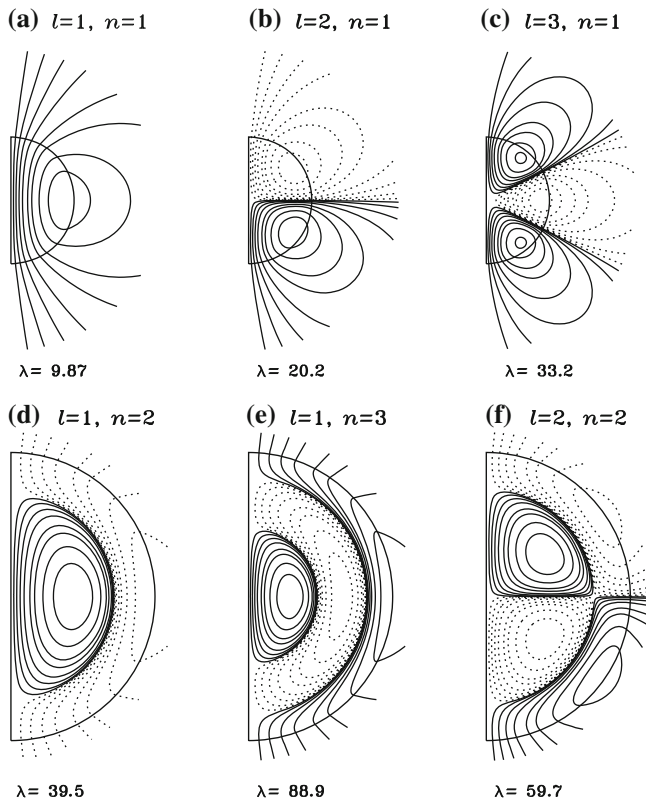 (a) l=1, n=1
(b) l=2, n=1
(c) l=3, n=1
λ= 9.87
λ= 20.2
λ= 33.2
(d) l=1, n=2
(e) l=1, n=3
(f) l=2, n=2
λ= 39.5
λ= 88.9
λ= 59.7